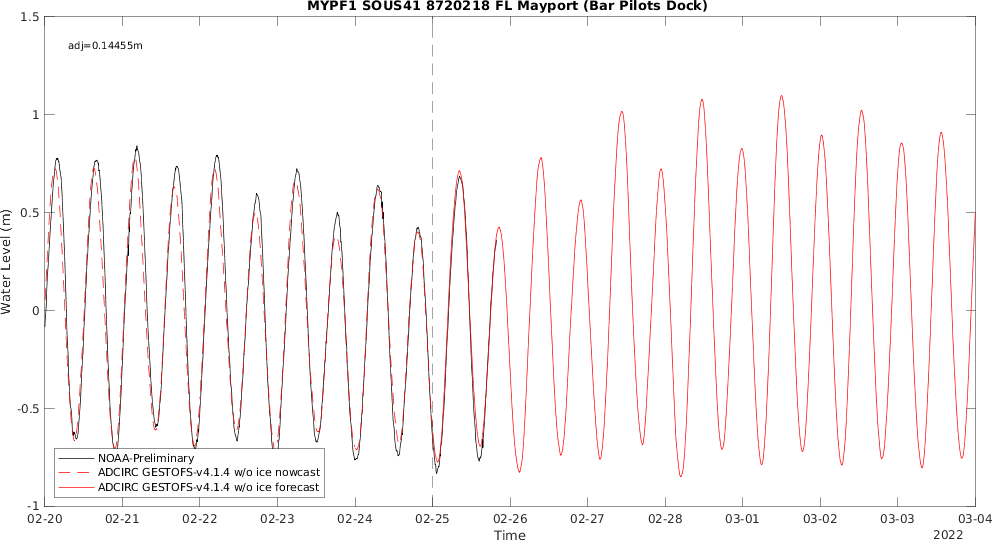 MYPF1 SOUS41 8720218 FL Mayport (Bar Pilots Dock)
adj=0.14455m
1.5
1
0.5
0
-0.5
-1
Water Level (m)
NOAA-Preliminary
ADCIRC GESTOFS-v4.1.4 w/o ice nowcast
ADCIRC GESTOFS-v4.1.4 w/o ice forecast
02-20 02-21 02-22 02-23 02-24 02-25 02-26 02-27 02-28 03-01 03-02 03-03 03-04
Time
2022